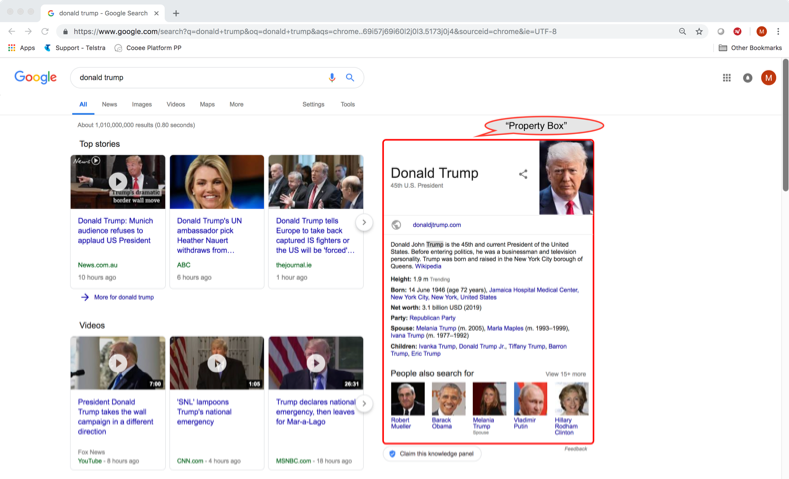 donald trump - Google Search
https://www.google.com/search?q=donald+trump&oq=donald+trump&aqs=chrome..69i57j69i60l2j0l3.5173j0j4&sourceid=chrome&ie=UTF-8
Apps Support - Telstra Cooee Platform PP Other Bookmarks
Google donald trump M
All News Images Videos Maps More Settings Tools
About 1,010,000,000 results (0.80 seconds)
"Property Box"
Top stories
News
Trump's dramatic
border wall move
Donald Trump: Munich
audience refuses to
applaud US President
News.com.au
10 hours ago
Donald Trump's UN
ambassador pick
Heather Nauert
withdraws from...
ABC
6 hours ago
Donald Trump tells
Europe to take back
captured IS fighters or
the US will be 'forced'...
thejournal.ie
1 hour ago
More for donald trump
Videos
7:00
President Donald
Trump takes the wall
campaign in a different
direction
Fox News
YouTube - 8 hours ago
1:05
'SNL' lampoons
Trump's national
emergency
CNN.com - 4 hours ago
26:31
Trump declares national
emergency, then leaves
for Mar-a-Lago
MSNBC.com - 18 hours ago
Donald Trump
45th U.S. President
donaldjtrump.com
Donald John Trump is the 45th and current President of the United
States. Before entering politics, he was a businessman and television
personality. Trump was born and raised in the New York City borough of
Queens. Wikipedia
Height: 1.9 m Trending
Born: 14 June 1946 (age 72 years), Jamaica Hospital Medical Center,
New York City, New York, United States
Net worth: 3.1 billion USD (2019)
Party: Republican Party
Spouse: Melania Trump (m. 2005), Marla Maples (m. 1993–1999),
Ivana Trump (m. 1977–1992)
Children: Ivanka Trump, Donald Trump Jr., Tiffany Trump, Barron
Trump, Eric Trump
People also search for View 15+ more
Robert
Mueller
Barack
Obama
Melania
Trump
Spouse
Vladimir
Putin
Hillary
Rodham
Clinton
Claim this knowledge panel
Feedback